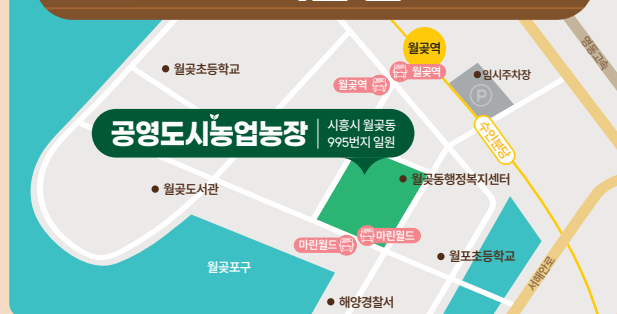 월곶역
영동고속
월곶초등학교
월곶역
월곶역
임시주차장
P
공영도시농업농장
시흥시 월곶동
995번지 일원
수인분당
월곶동행정복지센터
월곶도서관
마린월드
마린월드
월곶포구
월포초등학교
서해안로
해양경찰서